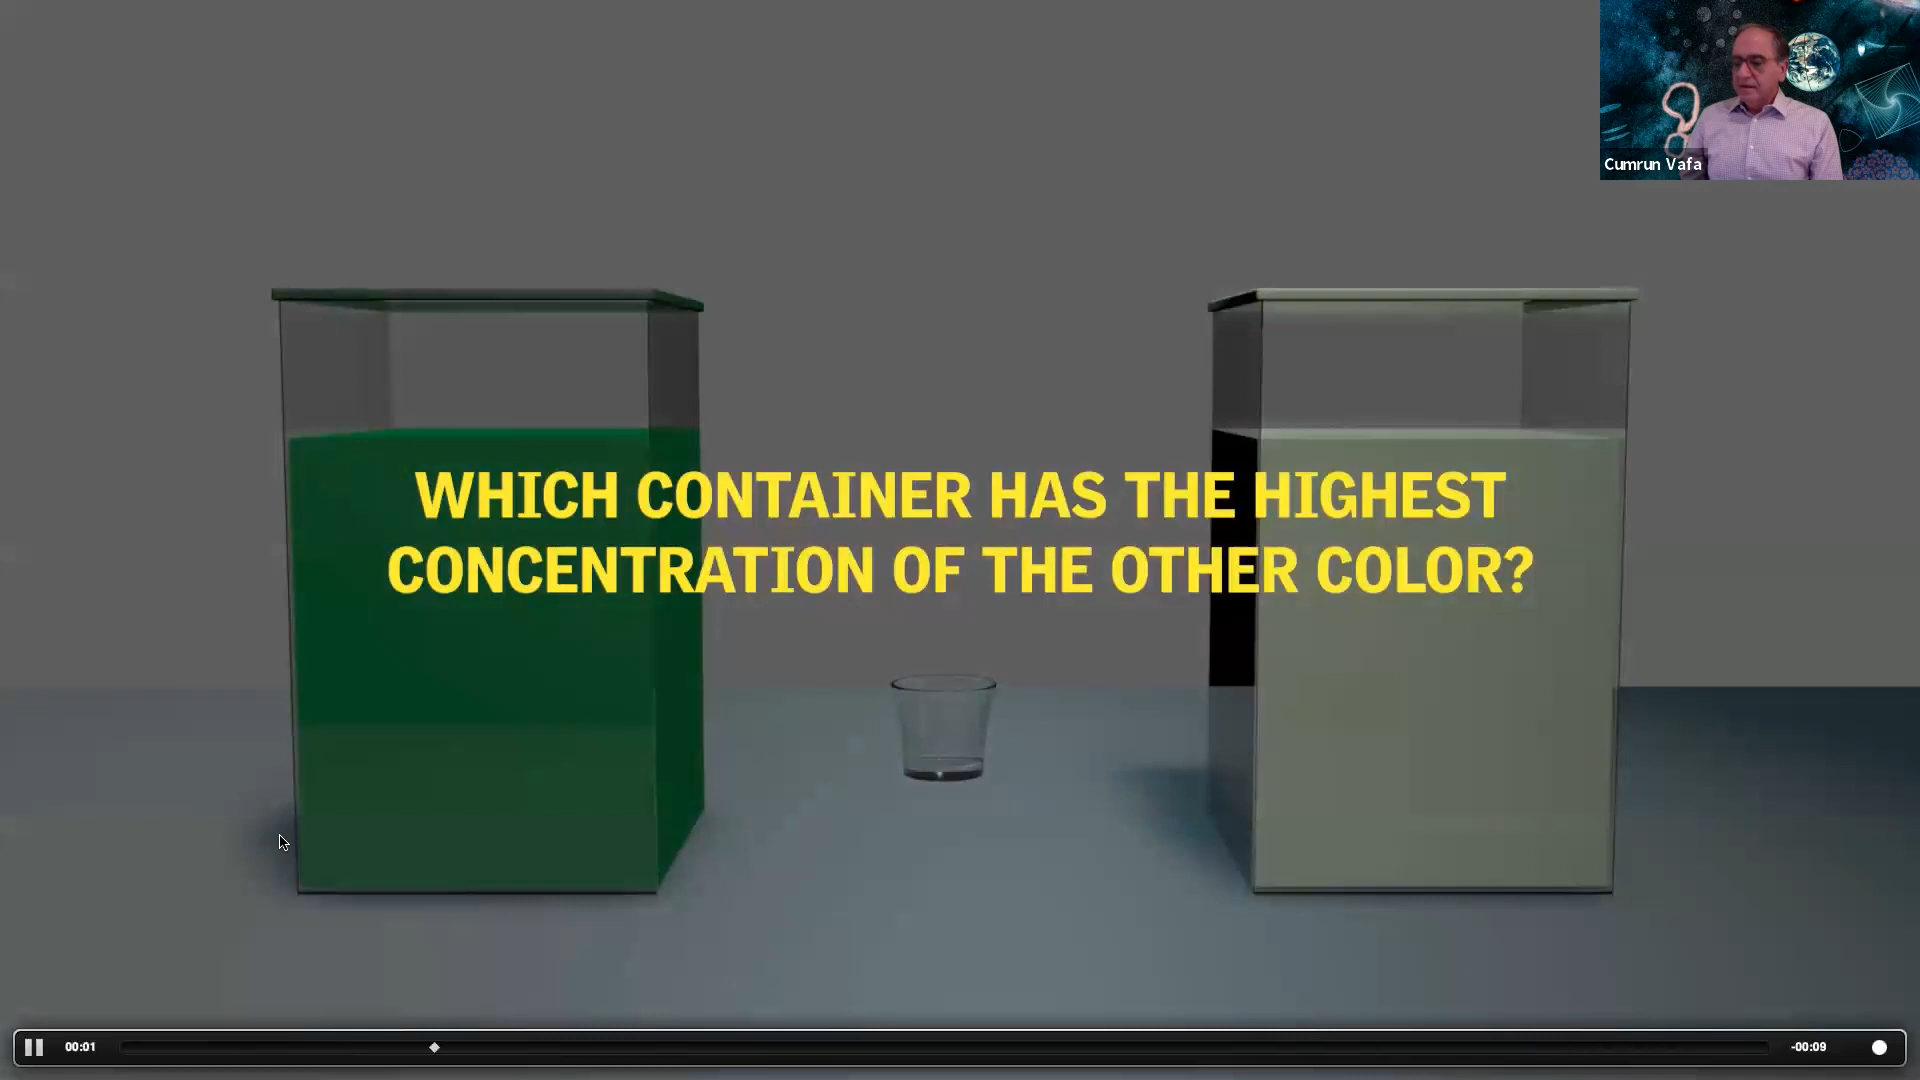 Cumrun Vafa
WHICH CONTAINER HAS THE HIGHEST
CONCENTRATION OF THE OTHER COLOR?
00:01
-00:09